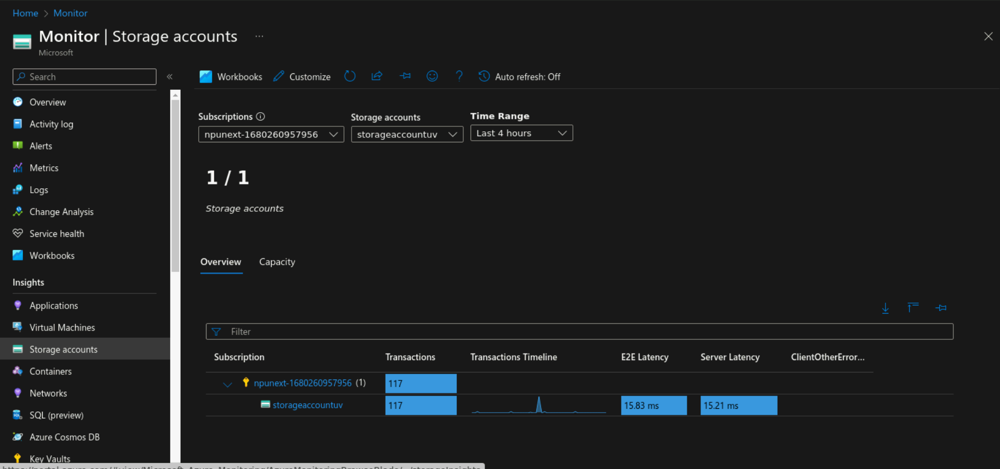 Home > Monitor
Monitor | Storage accounts ...
Microsoft
Search «
Workbooks Customize Auto refresh: Off
Overview
Activity log
Alerts
Metrics
Logs
Change Analysis
Service health
Workbooks
Insights
Applications
Virtual Machines
Storage accounts
Containers
Networks
SQL (preview)
Azure Cosmos DB
Key Vaults
Subscriptions Storage accounts Time Range
npunext-1680260957956 storageaccountuv Last 4 hours
1 / 1
Storage accounts
Overview Capacity
Filter
Subscription Transactions Transactions Timeline E2E Latency Server Latency ClientOtherError...
npunext-1680260957956 (1) 117
storageaccountuv 117 15.83 ms 15.21 ms